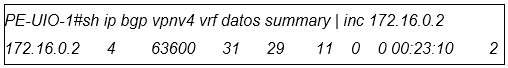 PE-UIO-1#sh ip bgp vpnv4 vrf datos summary | inc 172.16.0.2
172.16.0.2 4 63600 31 29 11 0 0 00:23:10 2